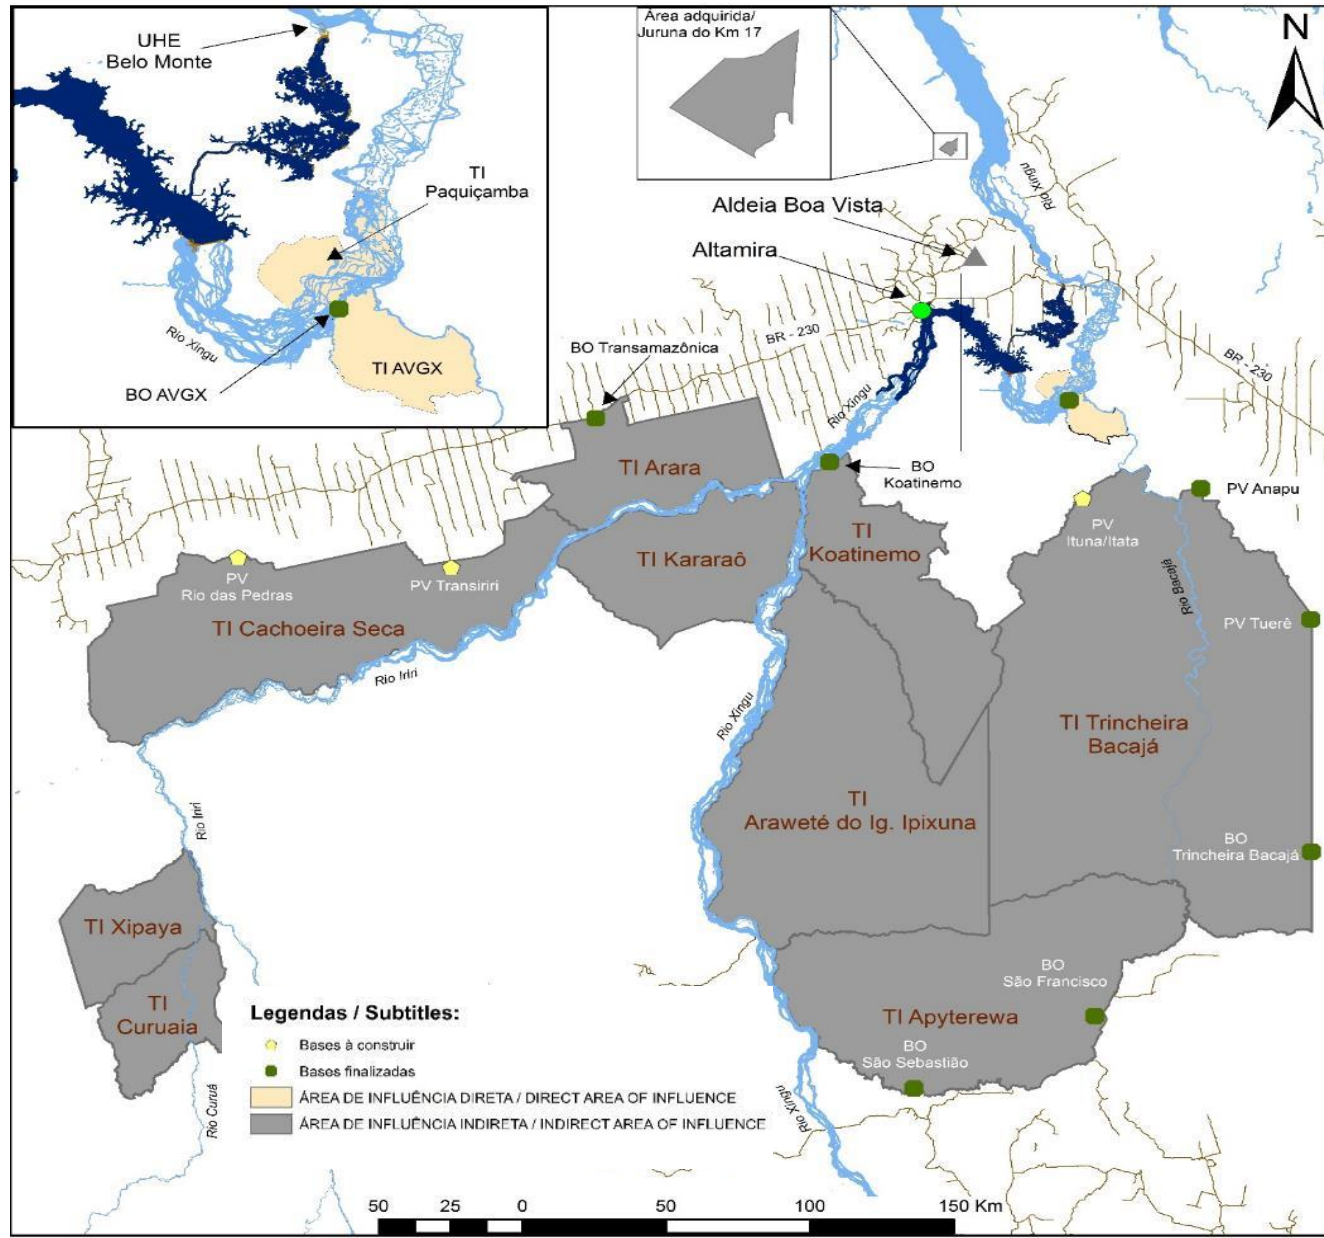 UHE
Belo Monte
TI
Paquiçamba
Rio Xingu
TI AVGX
BO AVGX
Área adquirida/
Juruna do Km 17
N
Rio Xingu
Aldeia Boa Vista
Altamira
BR - 230
BO Transamazônica
BR - 230
Rio Xingu
TI Arara
BO
Koatinemo
PV Anapu
PV
Ituna/Itata
TI
Koatinemo
TI Kararaô
PV
Rio das Pedras
PV Transiriri
Rio Bacajá
TI Cachoeira Seca
PV Tuerê
Rio Iriri
Rio Xingu
TI Trincheira
Bacajá
Rio Iriri
TI
Araweté do Ig. Ipixuna
BO
Trincheira Bacajá
TI Xipaya
BO
São Francisco
TI
Curuaia
TI Apyterewa
BO
São Sebastião
Rio Curuá
Rio Xingu
Legendas / Subtitles:
Bases à construir
Bases finalizadas
ÁREA DE INFLUÊNCIA DIRETA / DIRECT AREA OF INFLUENCE
ÁREA DE INFLUÊNCIA INDIRETA / INDIRECT AREA OF INFLUENCE
50 25 0 50 100 150 Km